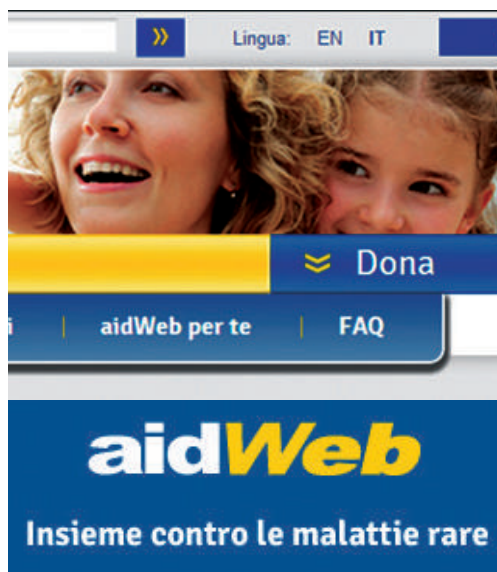 Lingua: EN IT
Dona
i | aidWeb per te | FAQ
aidWeb
Insieme contro le malattie rare